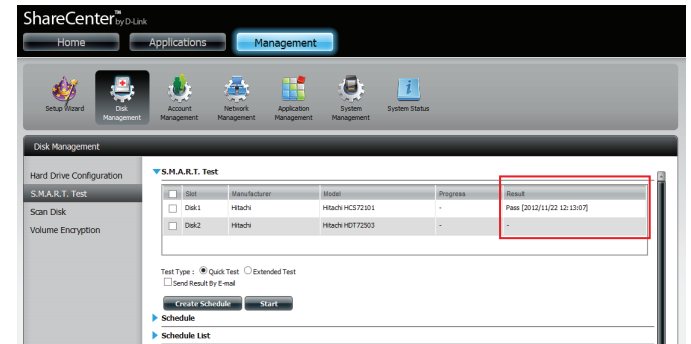 ShareCenter™ by D-Link
Home Applications Management
Setup Wizard Disk Management Account Management Network Management Application Management System Management System Status
Disk Management
Hard Drive Configuration
S.M.A.R.T. Test
Scan Disk
Volume Encryption
S.M.A.R.T. Test
Slot Manufacturer Model Progress Result
Disk1 Hitachi Hitachi HCS72101 - Pass [2012/11/22 12:13:07]
Disk2 Hitachi Hitachi HDT72503 - -
Test Type : Quick Test Extended Test
Send Result By E-mail
Create Schedule Start
Schedule
Schedule List